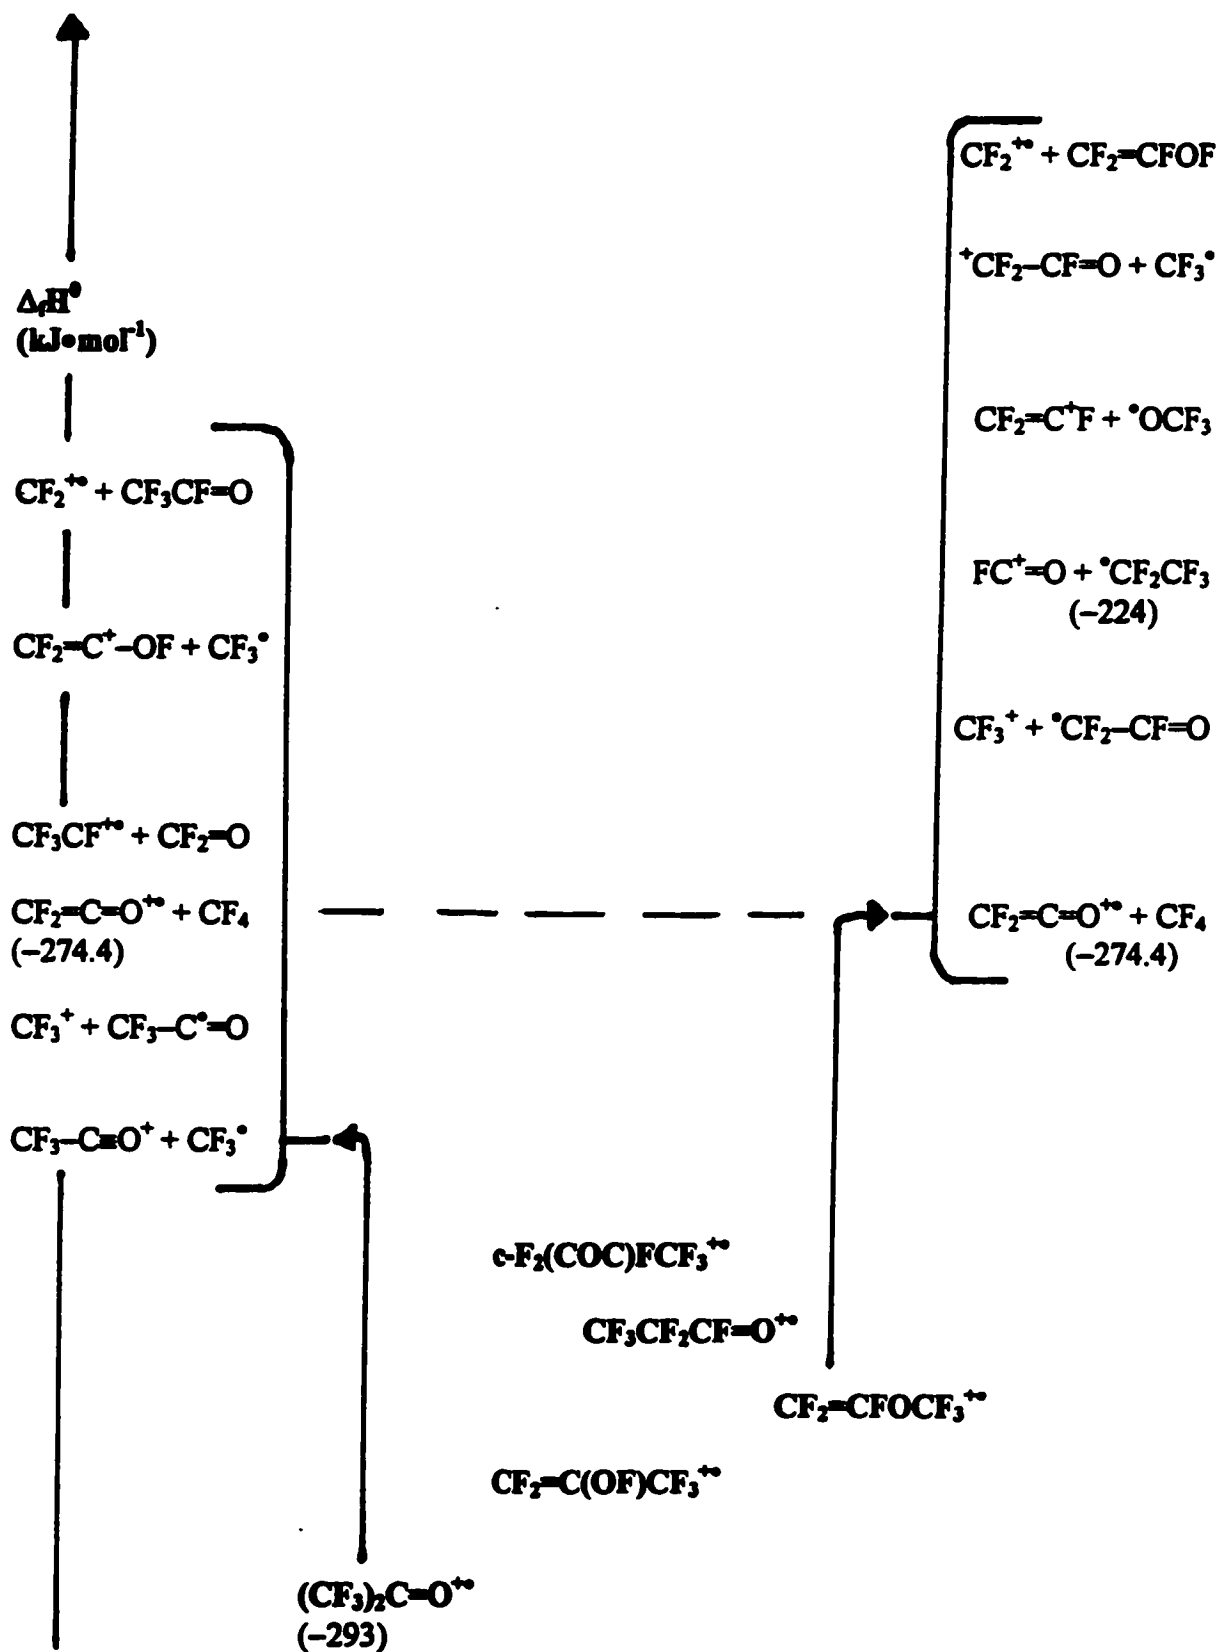 Δ_fH⁰
(kJ•mol⁻¹)
CF₂⁺• + CF₃CF=O
CF₂=C⁺–OF + CF₃•
CF₃CF⁺• + CF₂=O
CF₂=C=O⁺• + CF₄
(–274.4)
CF₃⁺ + CF₃–C•=O
CF₃–C≡O⁺ + CF₃•
c-F₂(COC)FCF₃⁺•
CF₃CF₂CF=O⁺•
CF₂=CFOCF₃⁺•
CF₂=C(OF)CF₃⁺•
(CF₃)₂C=O⁺•
(–293)
CF₂⁺• + CF₂=CFOF
⁺CF₂–CF=O + CF₃•
CF₂=C⁺F + •OCF₃
FC⁺=O + •CF₂CF₃
(–224)
CF₃⁺ + •CF₂–CF=O
CF₂=C=O⁺• + CF₄
(–274.4)